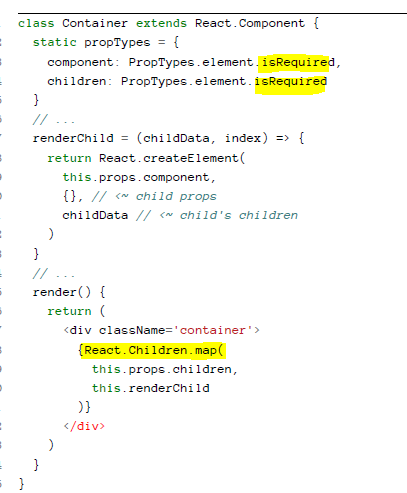 class Container extends React.Component {
static propTypes = {
component: PropTypes.element.isRequired,
children: PropTypes.element.isRequired
}
// ...
renderChild = (childData, index) => {
return React.createElement(
this.props.component,
{}, // <~ child props
childData // <~ child's children
)
}
// ...
render() {
return (
<div className='container'>
{React.Children.map(
this.props.children,
this.renderChild
)}
</div>
)
}
}